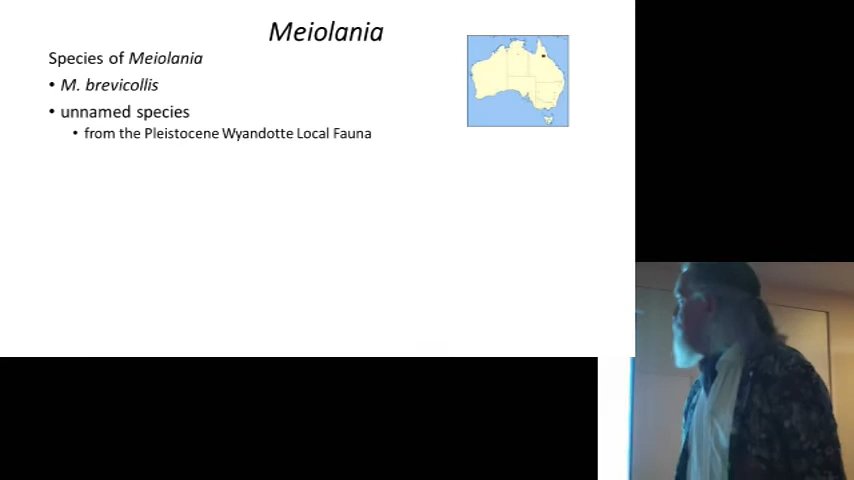 Meiolania
Species of Meiolania
• M. brevicollis
• unnamed species
• from the Pleistocene Wyandotte Local Fauna